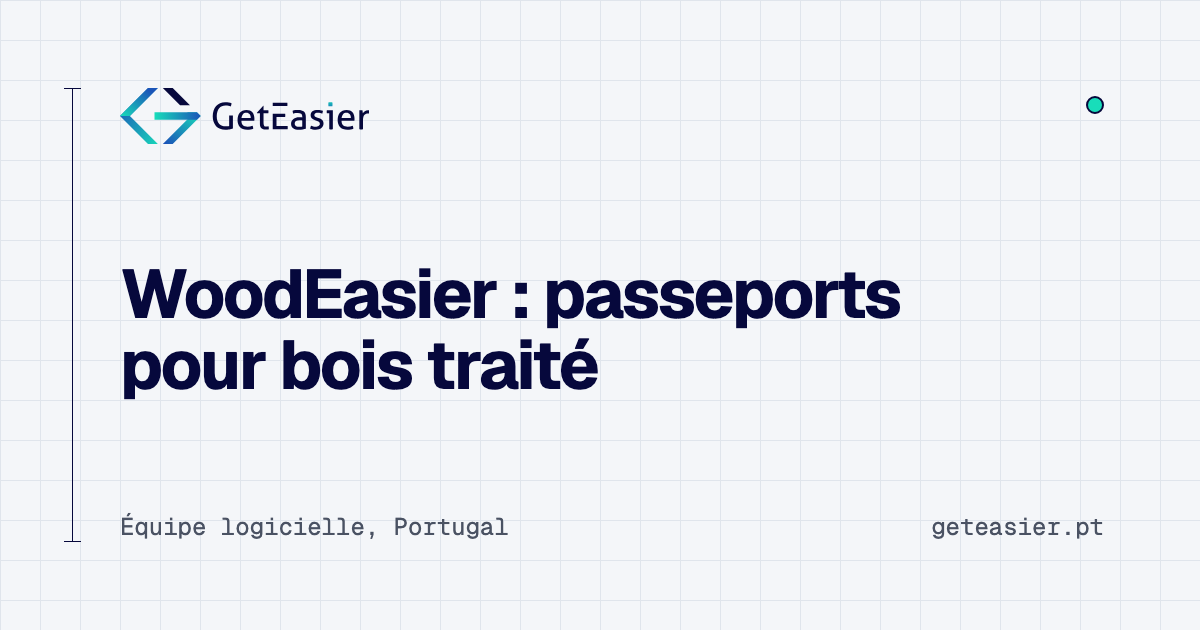 GetEasier
WoodEasier : passeports
pour bois traité
Équipe logicielle, Portugal
geteasier.pt